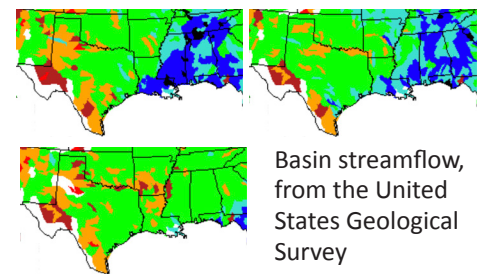 Basin streamflow,
from the United
States Geological
Survey